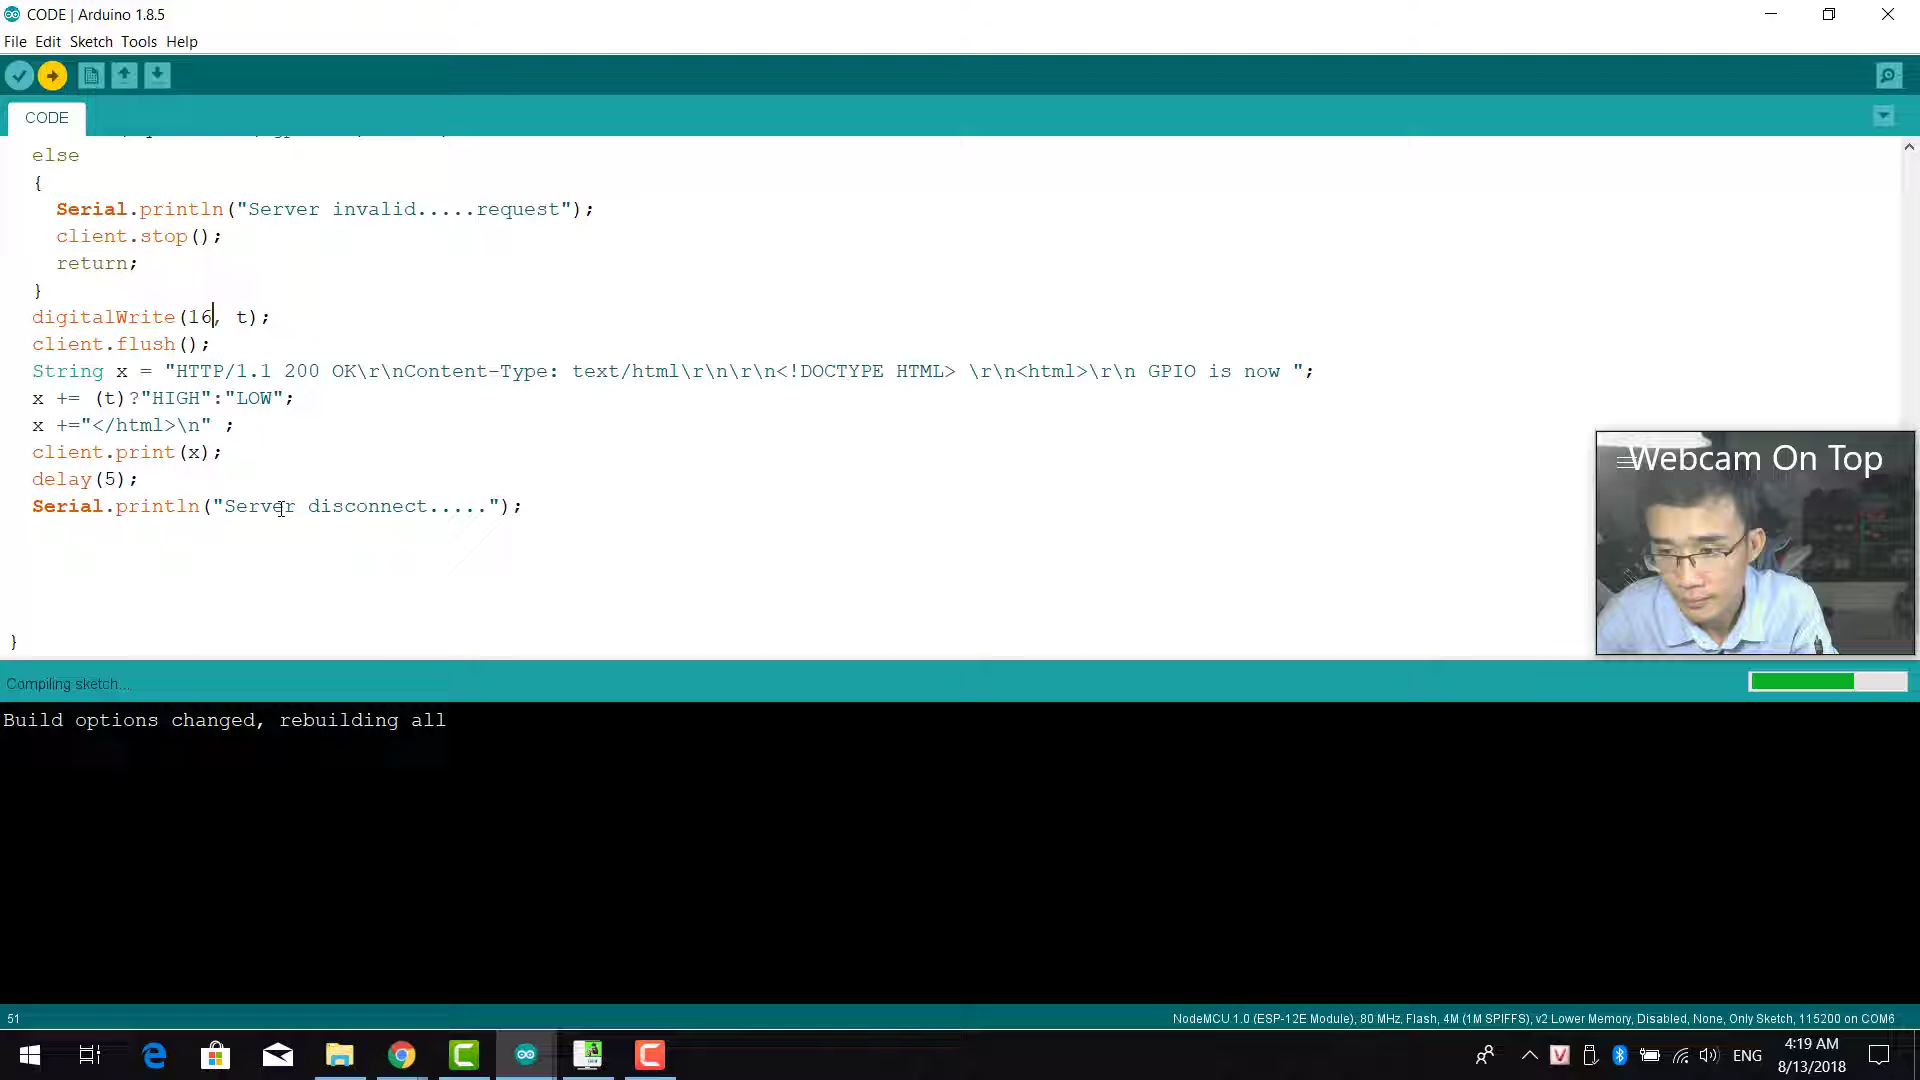 CODE | Arduino 1.8.5
File Edit Sketch Tools Help
CODE
else
{
Serial.println("Server invalid.....request");
client.stop();
return;
}
digitalWrite(16, t);
client.flush();
String x = "HTTP/1.1 200 OK\r\nContent-Type: text/html\r\n\r\n<!DOCTYPE HTML> \r\n<html>\r\n GPIO is now ";
x += (t)?"HIGH":"LOW";
x +="</html>\n" ;
client.print(x);
delay(5);
Serial.println("Server disconnect.....");
}
Webcam On Top
Compiling sketch...
Build options changed, rebuilding all
51
NodeMCU 1.0 (ESP-12E Module), 80 MHz, Flash, 4M (1M SPIFFS), v2 Lower Memory, Disabled, None, Only Sketch, 115200 on COM6
ENG
4:19 AM
8/13/2018